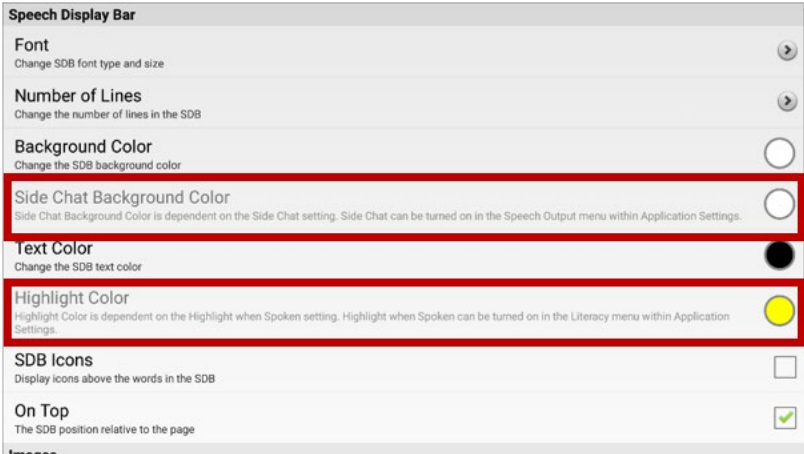 Speech Display Bar
Font
Change SDB font type and size
Number of Lines
Change the number of lines in the SDB
Background Color
Change the SDB background color
Side Chat Background Color
Side Chat Background Color is dependent on the Side Chat setting. Side Chat can be turned on in the Speech Output menu within Application Settings.
Text Color
Change the SDB text color
Highlight Color
Highlight Color is dependent on the Highlight when Spoken setting. Highlight when Spoken can be turned on in the Literacy menu within Application
Settings.
SDB Icons
Display icons above the words in the SDB
On Top
The SDB position relative to the page
Images